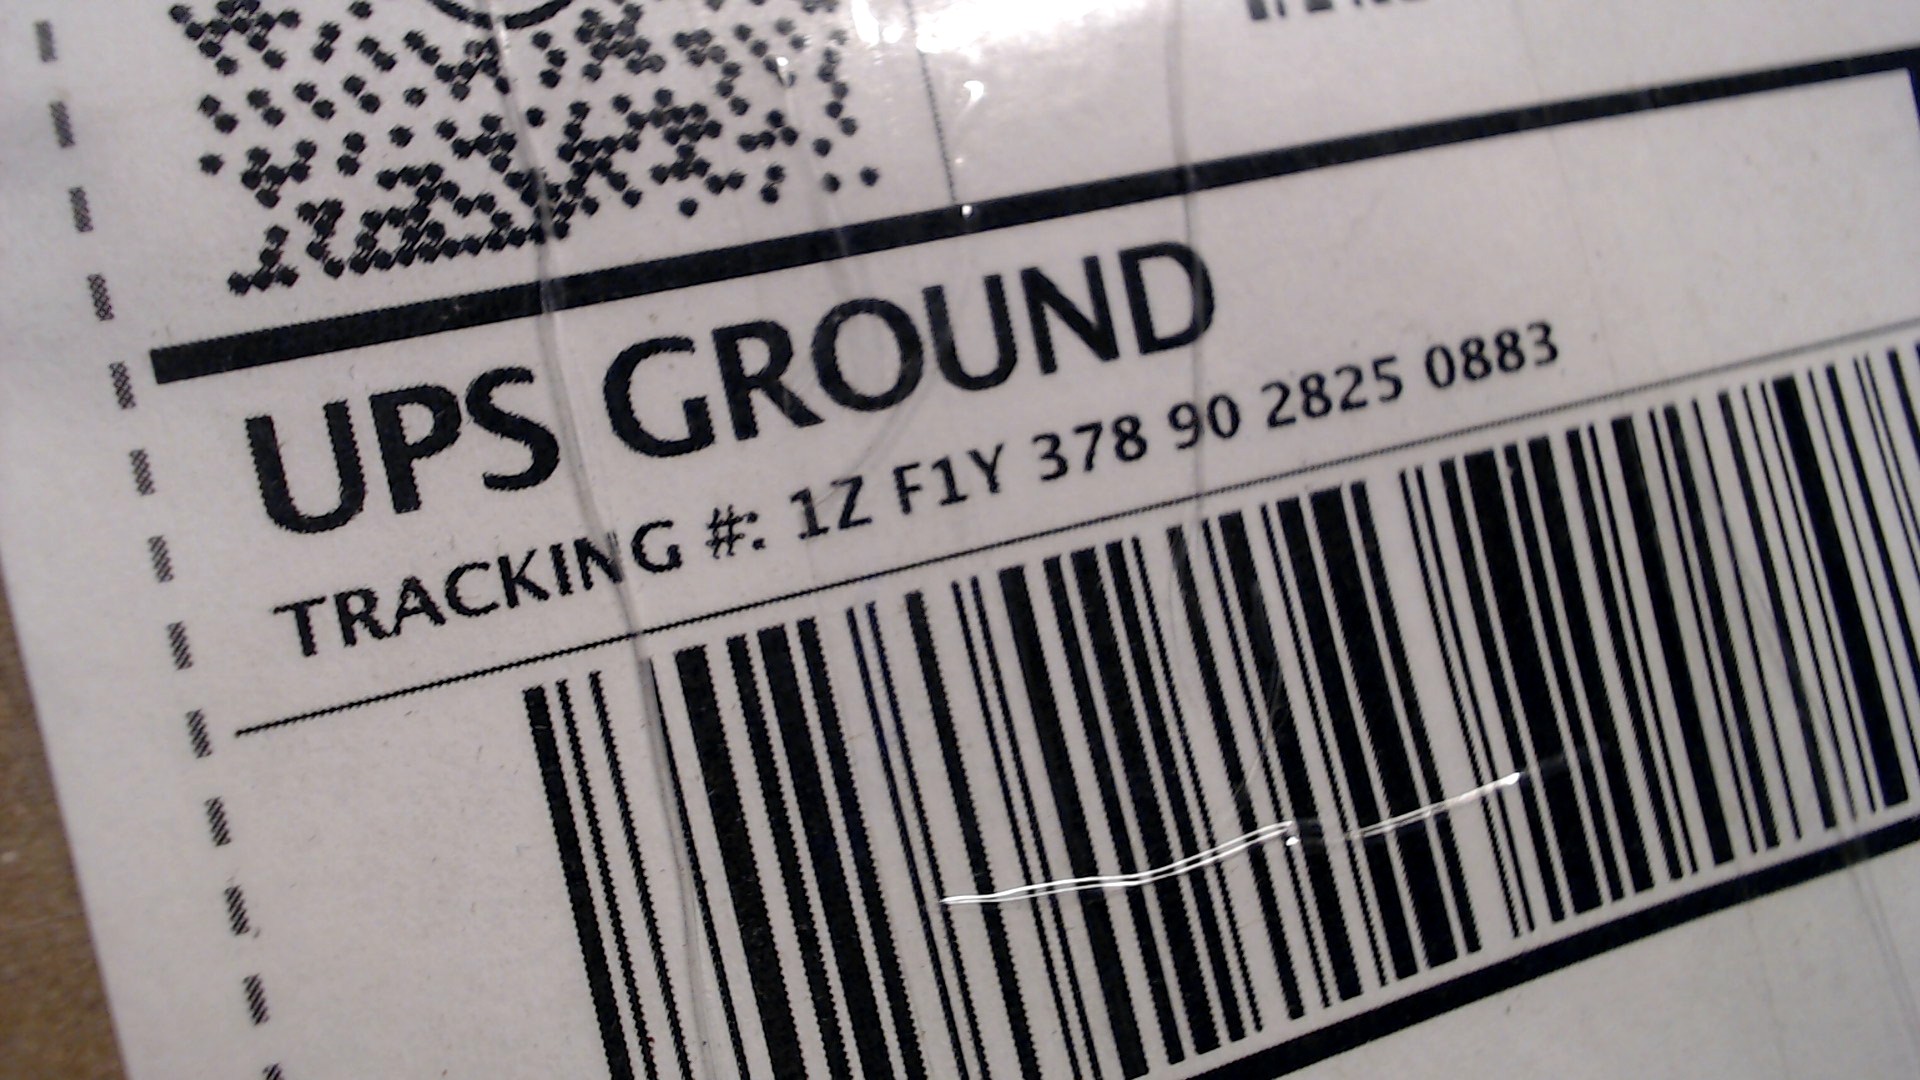 UPS GROUND
TRACKING #: 1Z F1Y 378 90 2825 0883